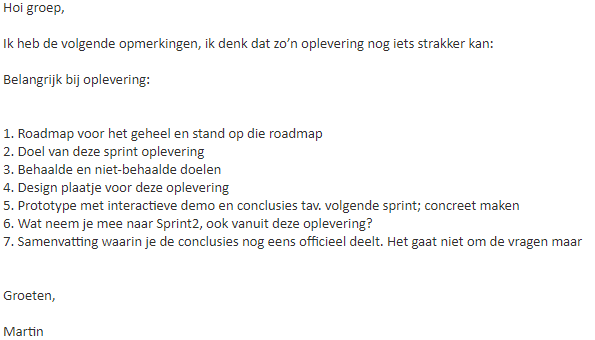 Hoi groep,
Ik heb de volgende opmerkingen, ik denk dat zo’n oplevering nog iets strakker kan:
Belangrijk bij oplevering:
1. Roadmap voor het geheel en stand op die roadmap
2. Doel van deze sprint oplevering
3. Behaalde en niet-behaalde doelen
4. Design plaatje voor deze oplevering
5. Prototype met interactieve demo en conclusies tav. volgende sprint; concreet maken
6. Wat neem je mee naar Sprint2, ook vanuit deze oplevering?
7. Samenvatting waarin je de conclusies nog eens officieel deelt. Het gaat niet om de vragen maar
Groeten,
Martin